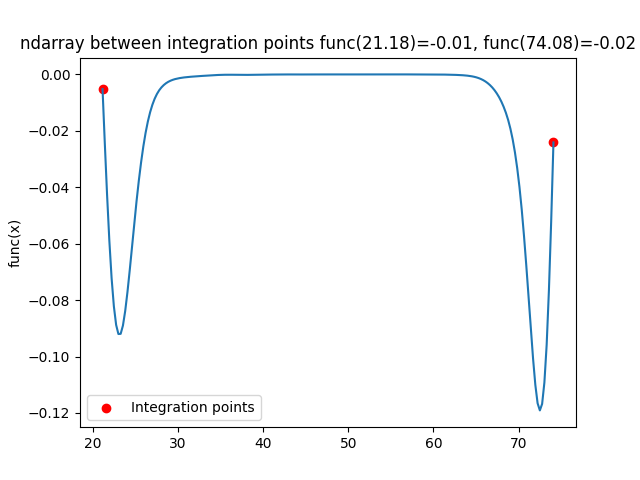 ndarray between integration points func(21.18)=-0.01, func(74.08)=-0.02
0.00
−0.02
−0.04
−0.06
−0.08
−0.10
−0.12
func(x)
Integration points
20 30 40 50 60 70